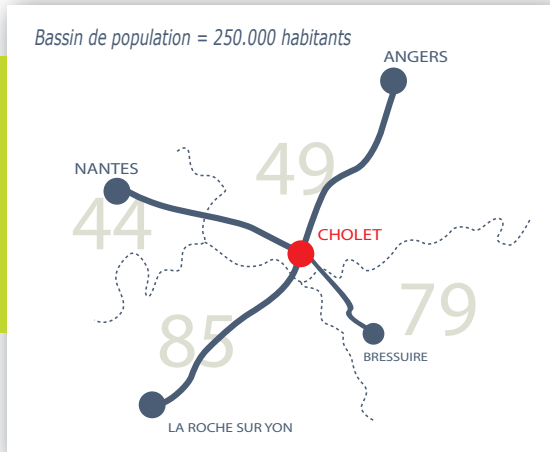 Bassin de population = 250.000 habitants
ANGERS
49
NANTES
44
CHOLET
79
85
BRESSUIRE
LA ROCHE SUR YON